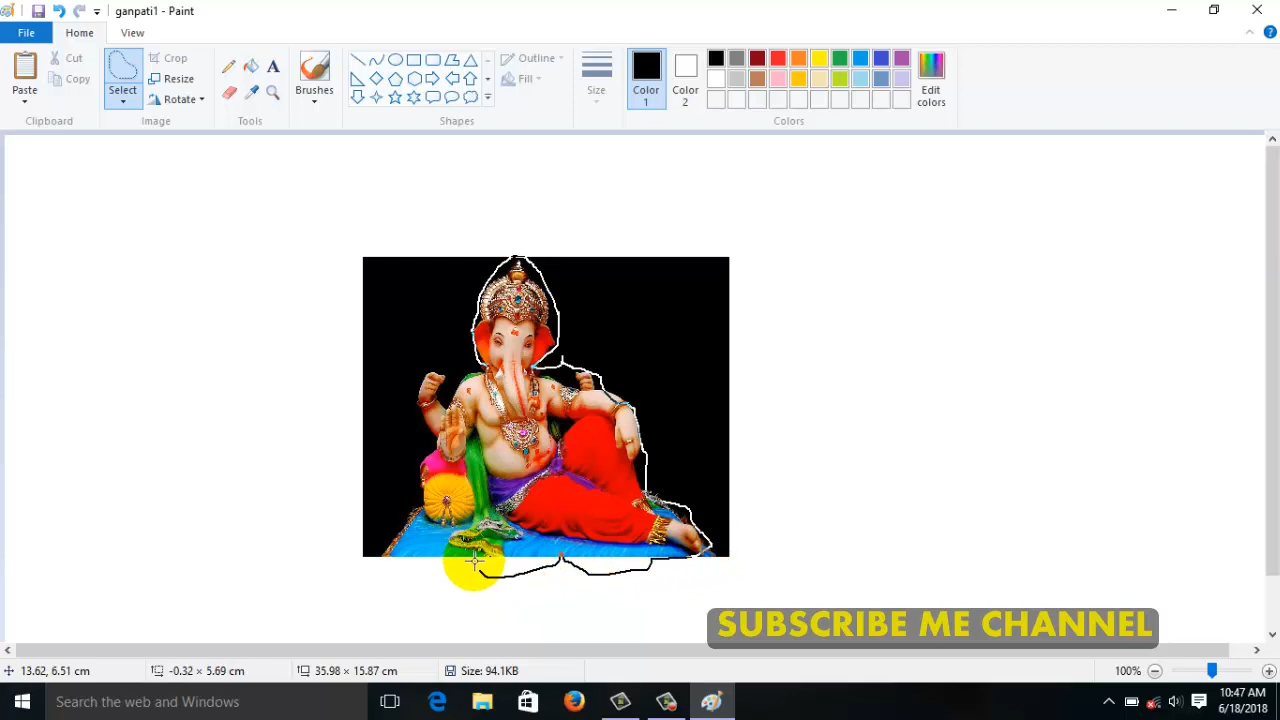 ganpati1 - Paint
File
Home
View
Paste
Cut
Copy
Clipboard
Select
Crop
Resize
Rotate
Image
A
Tools
Brushes
Outline
Fill
Shapes
Size
Color 1
Color 2
Edit colors
Colors
SUBSCRIBE ME CHANNEL
13.62, 6.51 cm
-0.32 × 5.69 cm
35.98 × 15.87 cm
Size: 94.1KB
100%
Search the web and Windows
10:47 AM
6/18/2018